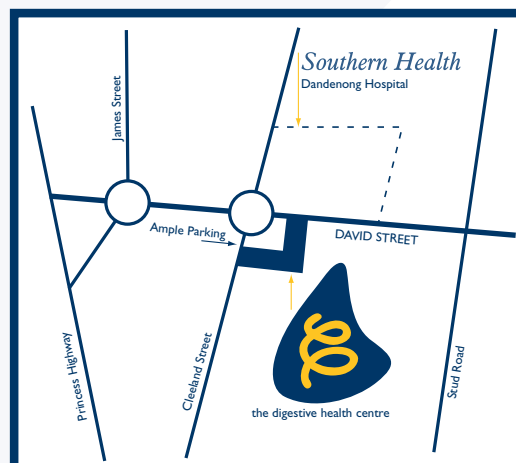 Southern Health
Dandenong Hospital
James Street
Ample Parking
DAVID STREET
Princess Highway
Cleeland Street
Stud Road
the digestive health centre